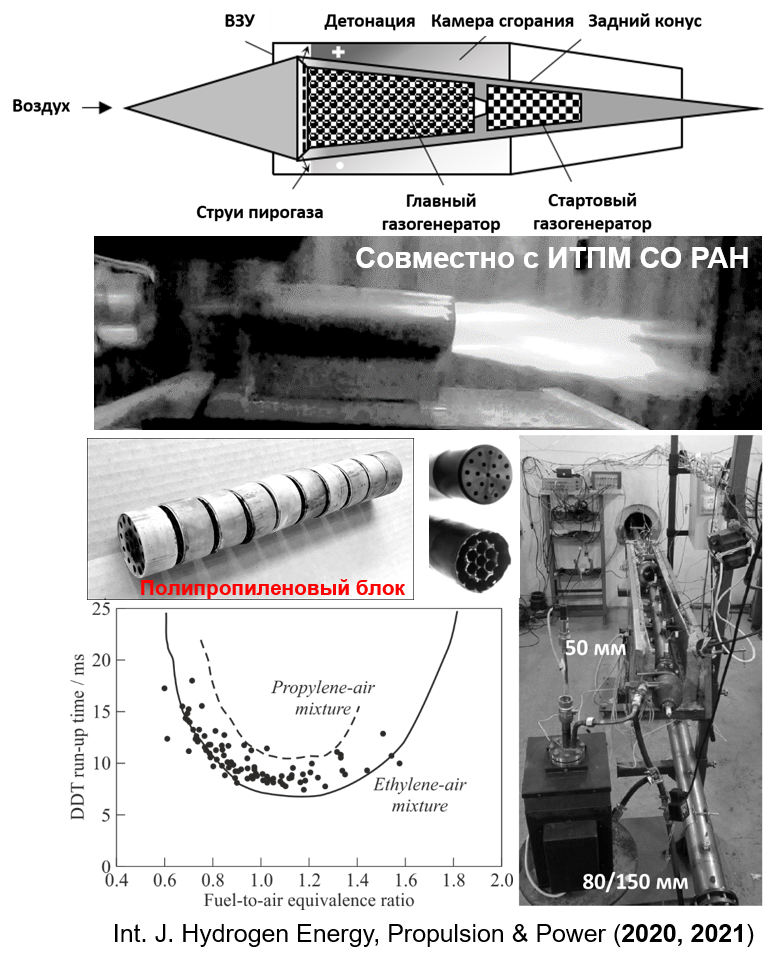 ВЗУ
Детонация
Камера сгорания
Задний конус
Воздух
Струи пирогаза
Главный
газогенератор
Стартовый
газогенератор
Совместно с ИТПМ СО РАН
Полипропиленовый блок
50 мм
80/150 мм
25
20
15
10
5
0
DDT run-up time / ms
Propylene-air
mixture
Ethylene-air
mixture
0.4 0.6 0.8 1.0 1.2 1.4 1.6 1.8 2.0
Fuel-to-air equivalence ratio
Int. J. Hydrogen Energy, Propulsion & Power (2020, 2021)